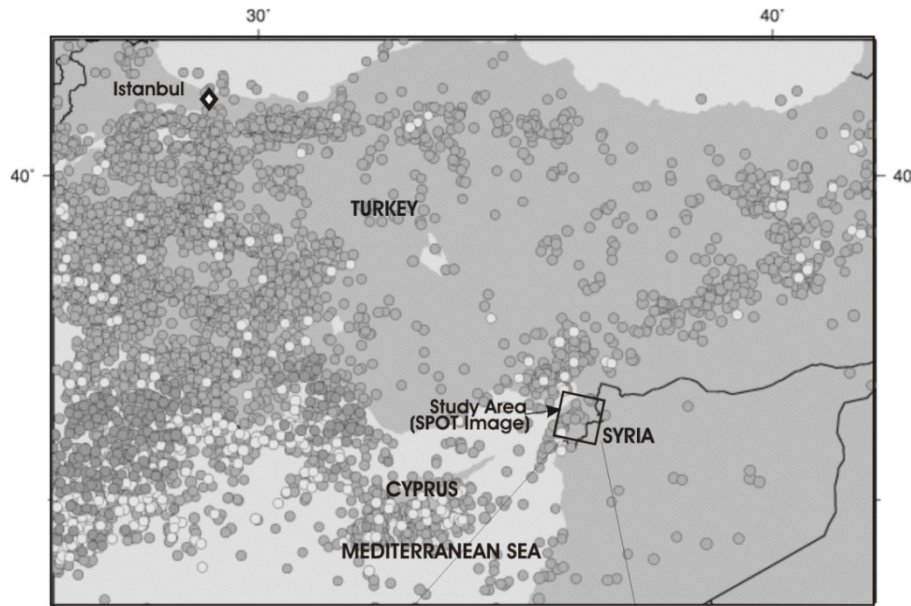 30°
40°
Istanbul
40°
40
TURKEY
Study Area
(SPOT Image)
SYRIA
CYPRUS
MEDITERRANEAN SEA